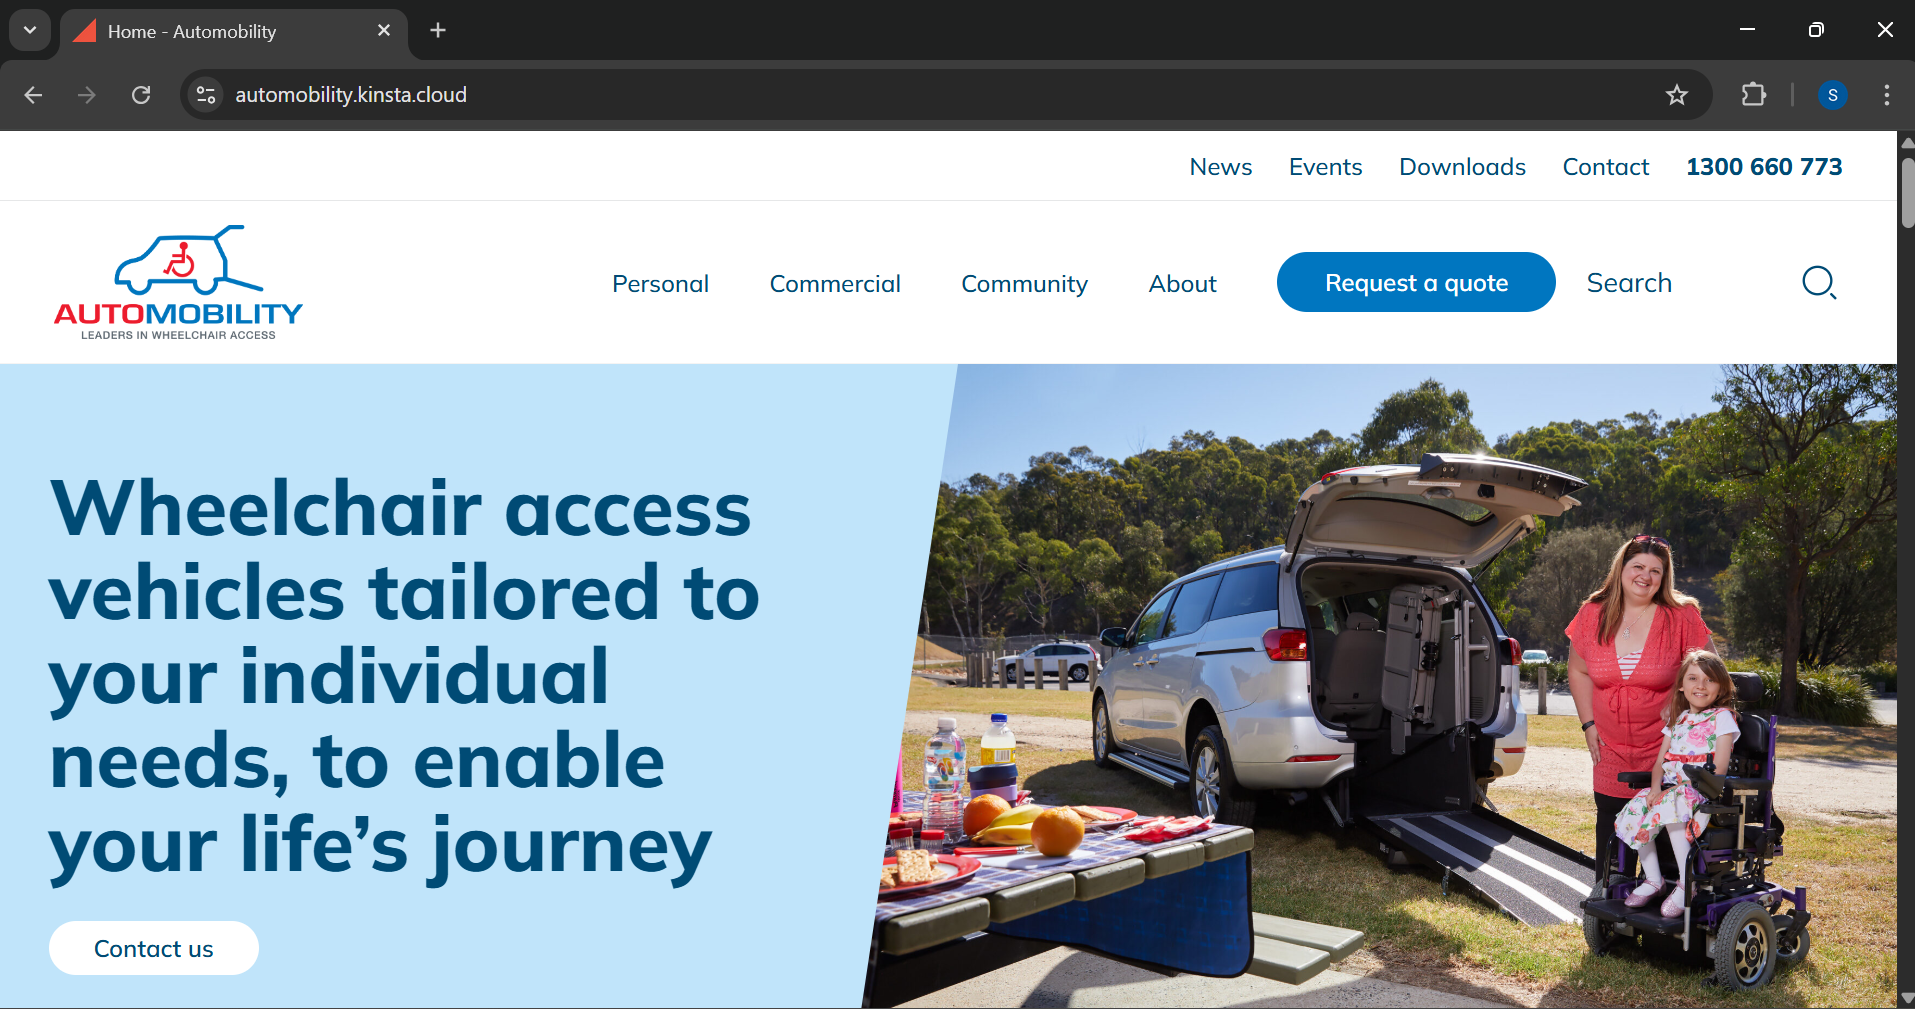 Home - Automobility
automobility.kinsta.cloud
S
News Events Downloads Contact 1300 660 773
AUTOMOBILITY
LEADERS IN WHEELCHAIR ACCESS
Personal Commercial Community About Request a quote Search
Wheelchair access
vehicles tailored to
your individual
needs, to enable
your life’s journey
Contact us